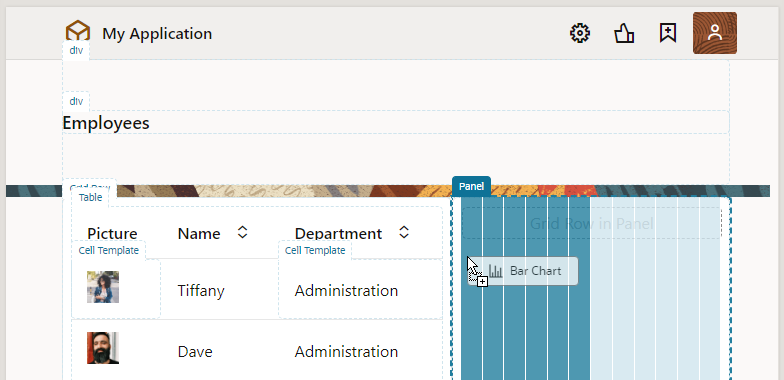 My Application
div
div
Employees
Grid Row
Panel
Table
Grid Row in Panel
Picture
Name
Department
Cell Template
Cell Template
Bar Chart
Tiffany
Administration
Dave
Administration